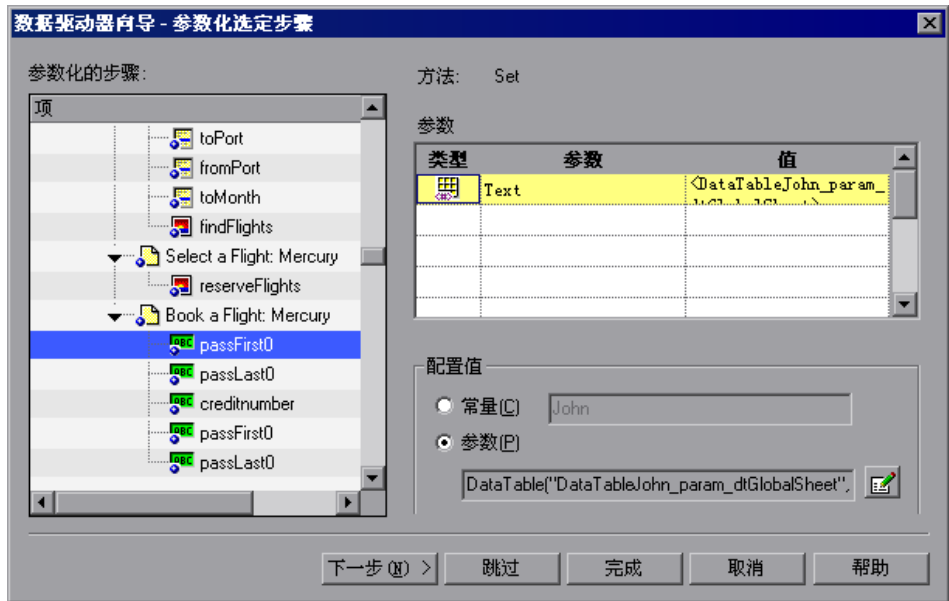 数据驱动器向导 - 参数化选定步骤
参数化的步骤:
项
toPort
fromPort
toMonth
findFlights
Select a Flight: Mercury
reserveFlights
Book a Flight: Mercury
passFirst0
passLast0
creditnumber
passFirst0
passLast0
方法: Set
参数
类型 参数 值
Text <DataTableJohn_param_
配置值
常量(C) John
参数(P)
DataTable("DataTableJohn_param_dtGlobalSheet",
下一步(N) > 跳过 完成 取消 帮助